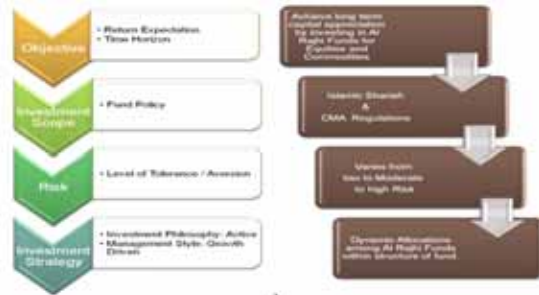 Objective
• Return Expectation
• Time Horizon
Investment
Scope
• Fund Policy
Risk
• Level of Tolerance / Aversion
Investment
Strategy
• Investment Philosophy: Active
• Management Style: Growth
Driven
Achieve long term
capital appreciation
by investing in Al
Rajhi Funds for
Equities and
Commodities
Islamic Shariah
&
CMA Regulations
Varies from
low to Moderate
to high Risk
Dynamic Allocations
among Al Rajhi Funds
within structure of fund.